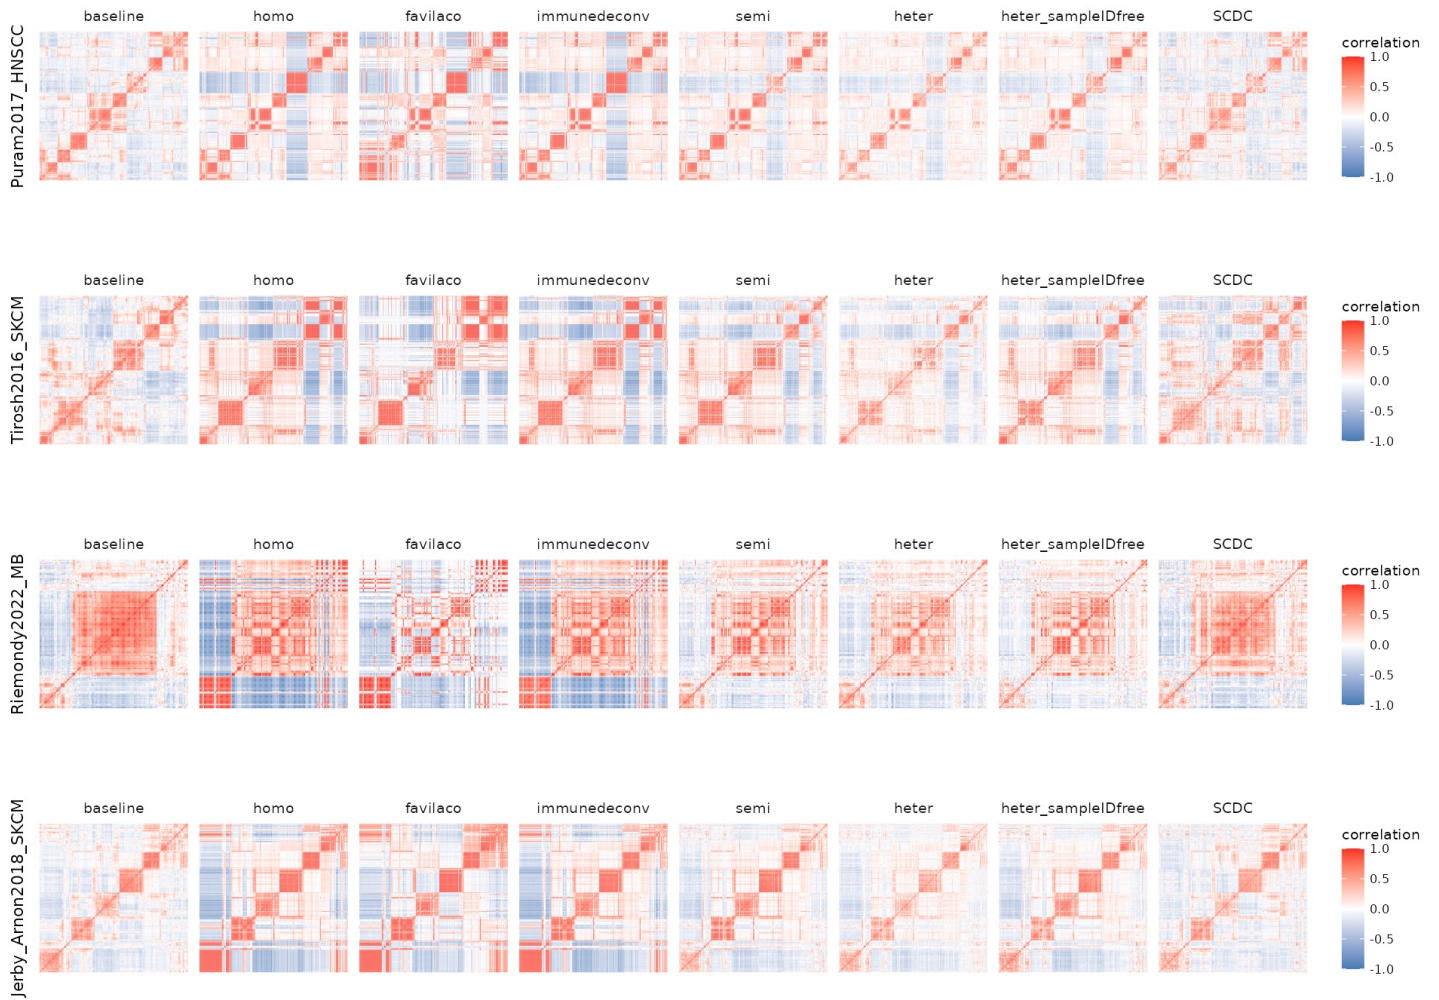 baseline homo favilaco immunedeconv semi heter heter_sampleIDfree SCDC
Puram2017_HNSCC
correlation
1.0
0.5
0.0
-0.5
-1.0
baseline homo favilaco immunedeconv semi heter heter_sampleIDfree SCDC
Tirosh2016_SKCM
correlation
1.0
0.5
0.0
-0.5
-1.0
baseline homo favilaco immunedeconv semi heter heter_sampleIDfree SCDC
Riemondy2022_MB
correlation
1.0
0.5
0.0
-0.5
-1.0
baseline homo favilaco immunedeconv semi heter heter_sampleIDfree SCDC
Jerby_Arnon2018_SKCM
correlation
1.0
0.5
0.0
-0.5
-1.0